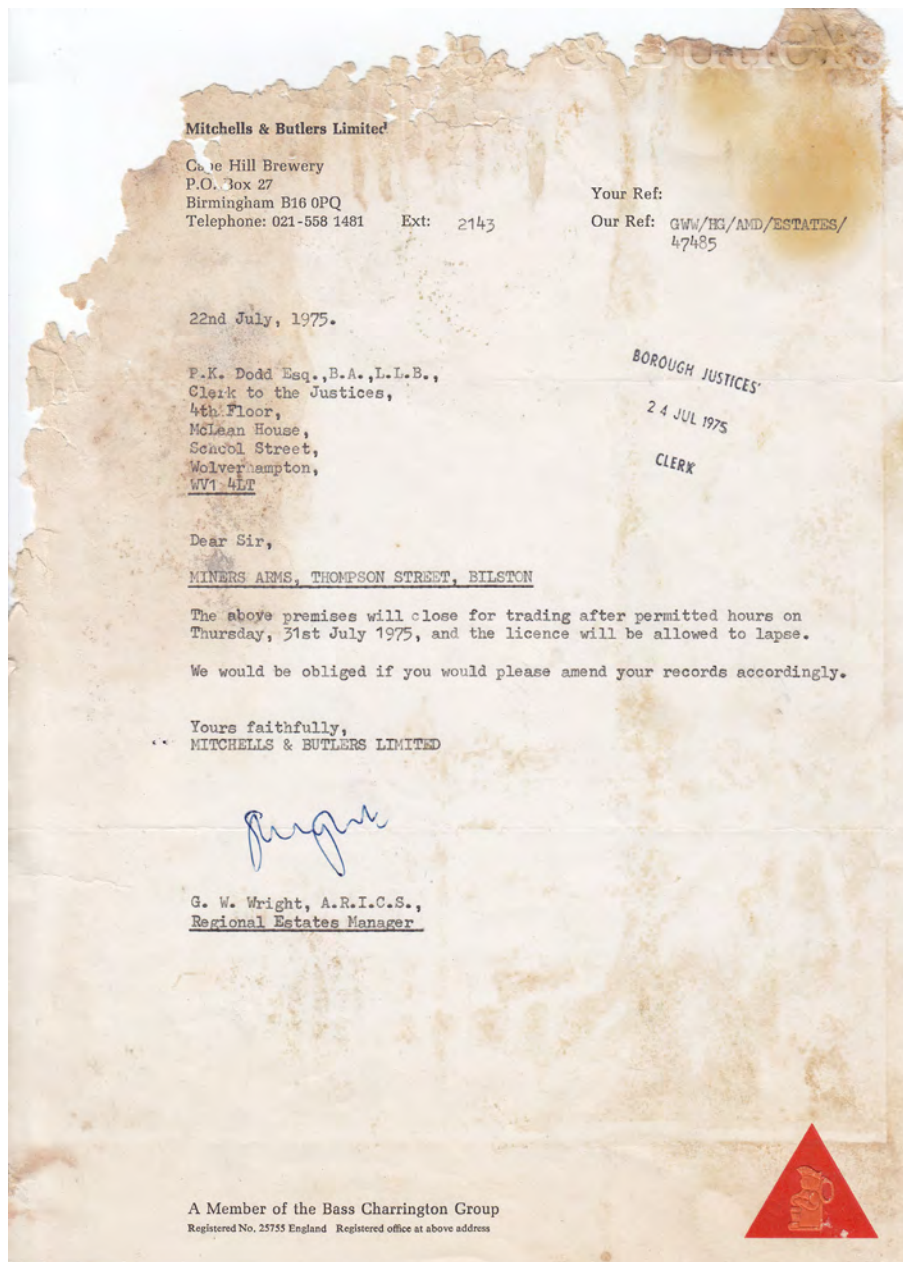 & Butlers
Mitchells & Butlers Limited
Cape Hill Brewery
P.O. Box 27
Birmingham B16 0PQ
Telephone: 021-558 1481 Ext: 2143
Your Ref:
Our Ref: GWW/HG/AMD/ESTATES/
47485
22nd July, 1975.
BOROUGH JUSTICES'
24 JUL 1975
CLERK
P.K. Dodd Esq.,B.A.,L.L.B.,
Clerk to the Justices,
4th Floor,
McLean House,
School Street,
Wolverhampton,
WV1 4LT
Dear Sir,
MINERS ARMS, THOMPSON STREET, BILSTON
The above premises will close for trading after permitted hours on
Thursday, 31st July 1975, and the licence will be allowed to lapse.
We would be obliged if you would please amend your records accordingly.
Yours faithfully,
MITCHELLS & BUTLERS LIMITED
G. W. Wright, A.R.I.C.S.,
Regional Estates Manager
A Member of the Bass Charrington Group
Registered No. 25755 England Registered office at above address